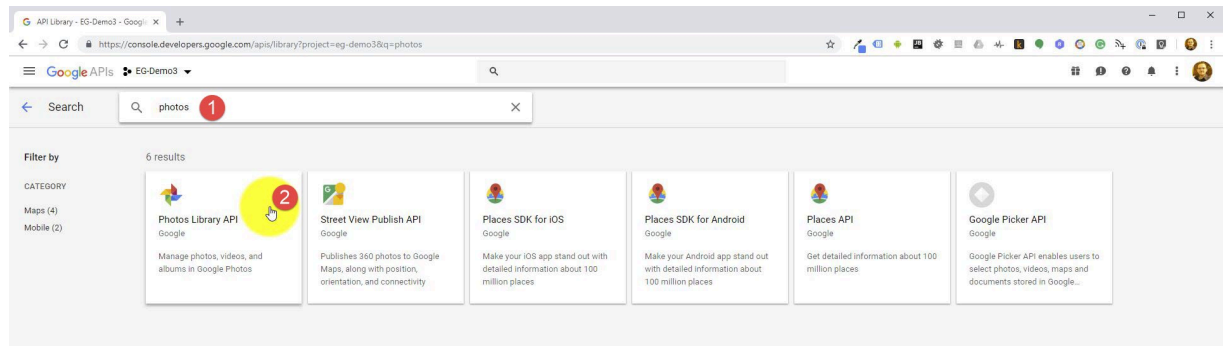 API Library - EG-Demo3 - Googl
https://console.developers.google.com/apis/library?project=eg-demo3&q=photos
Google APIs EG-Demo3
Search photos 1
Filter by
CATEGORY
Maps (4)
Mobile (2)
6 results
2
Photos Library API
Google
Manage photos, videos, and
albums in Google Photos
Street View Publish API
Google
Publishes 360 photos to Google
Maps, along with position,
orientation, and connectivity
Places SDK for iOS
Google
Make your iOS app stand out with
detailed information about 100
million places
Places SDK for Android
Google
Make your Android app stand out
with detailed information about
100 million places
Places API
Google
Get detailed information about 100
million places
Google Picker API
Google
Google Picker API enables users to
select photos, videos, maps and
documents stored in Google...